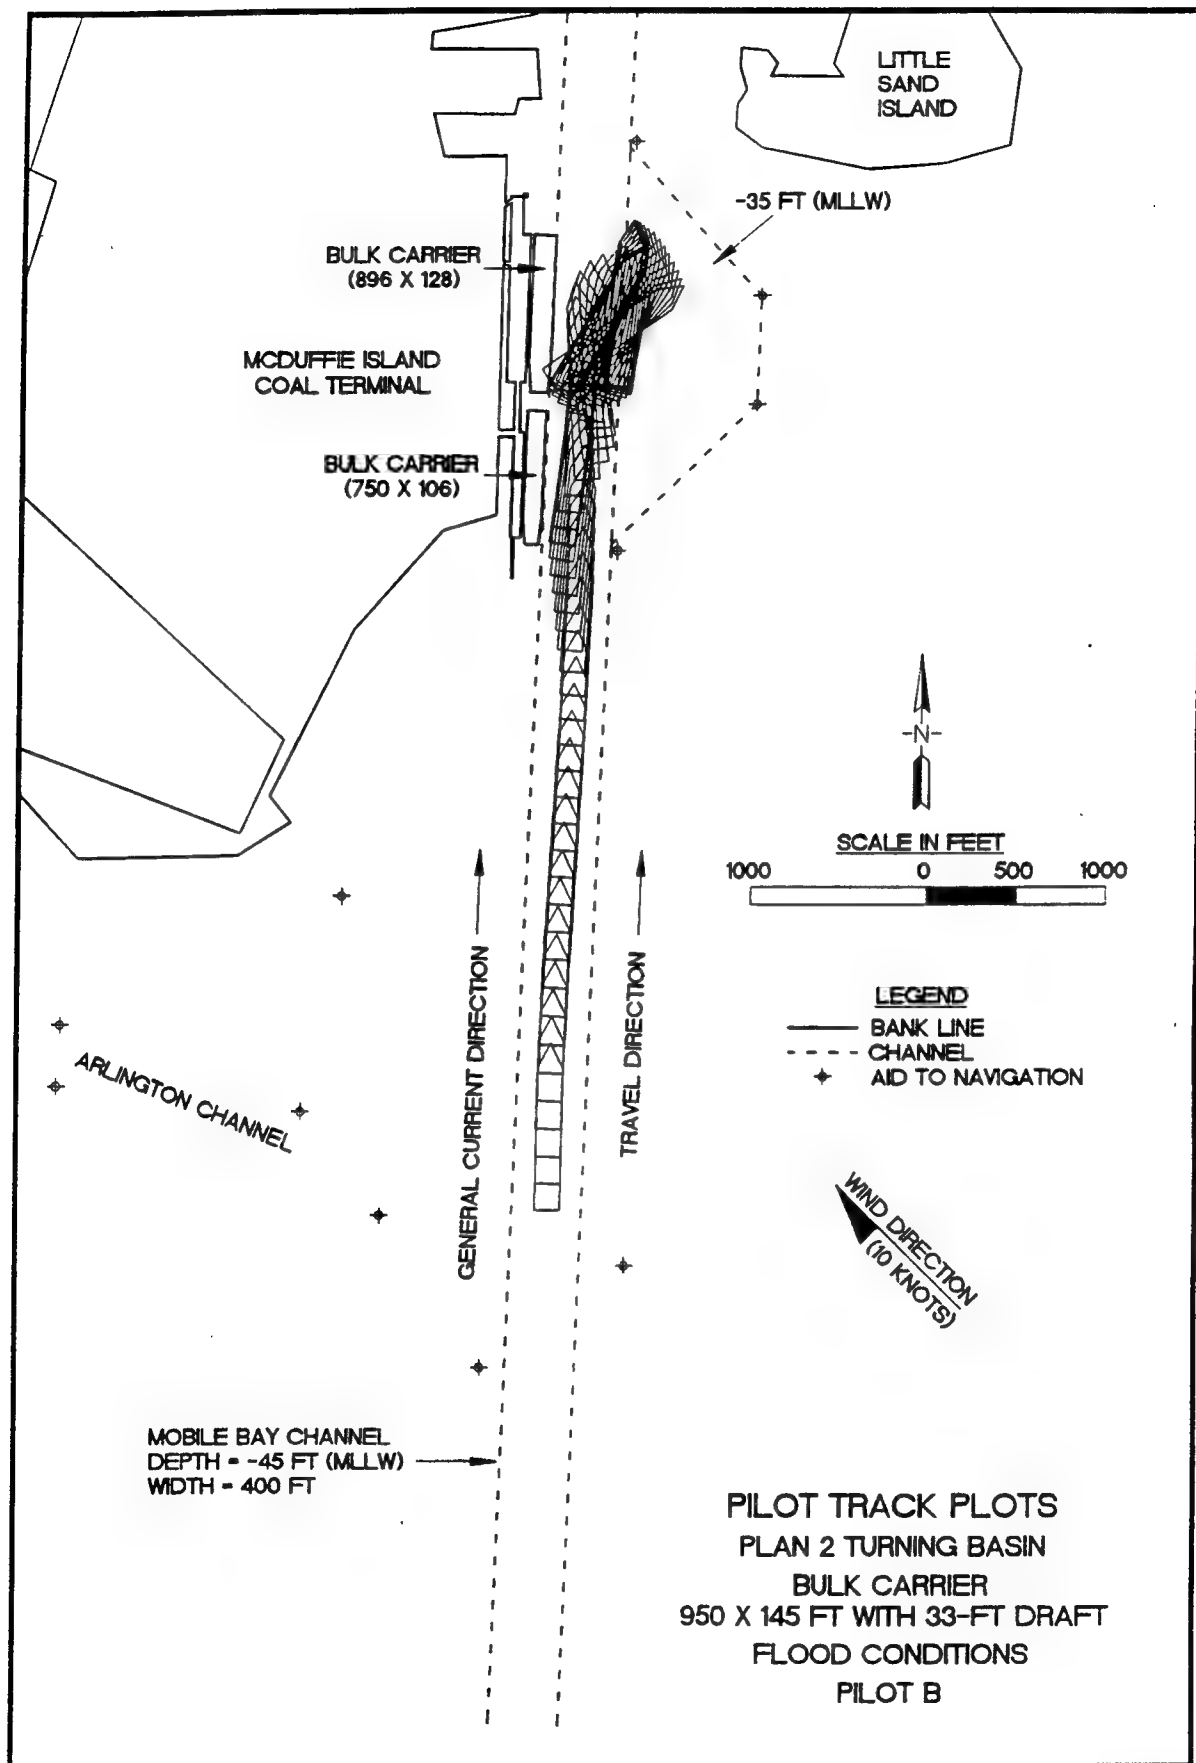 LITTLE
SAND
ISLAND
-35 FT (MLLW)
BULK CARRIER
(896 X 128)
MCDUFFIE ISLAND
COAL TERMINAL
BULK CARRIER
(750 X 106)
-N-
SCALE IN FEET
1000 0 500 1000
GENERAL CURRENT DIRECTION
TRAVEL DIRECTION
LEGEND
BANK LINE
CHANNEL
AID TO NAVIGATION
ARLINGTON CHANNEL
WIND DIRECTION
(10 KNOTS)
MOBILE BAY CHANNEL
DEPTH = -45 FT (MLLW)
WIDTH = 400 FT
PILOT TRACK PLOTS
PLAN 2 TURNING BASIN
BULK CARRIER
950 X 145 FT WITH 33-FT DRAFT
FLOOD CONDITIONS
PILOT B